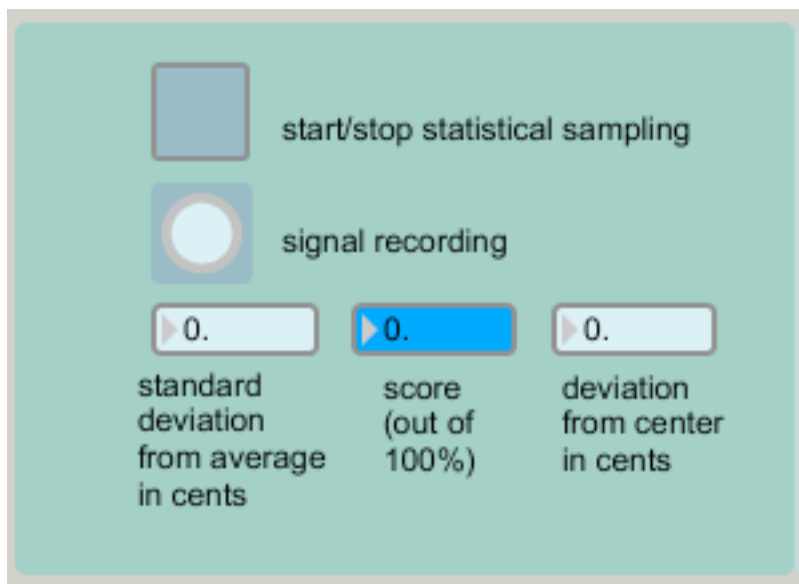 start/stop statistical sampling
signal recording
0.
0.
0.
standard
deviation
from average
in cents
score
(out of
100%)
deviation
from center
in cents